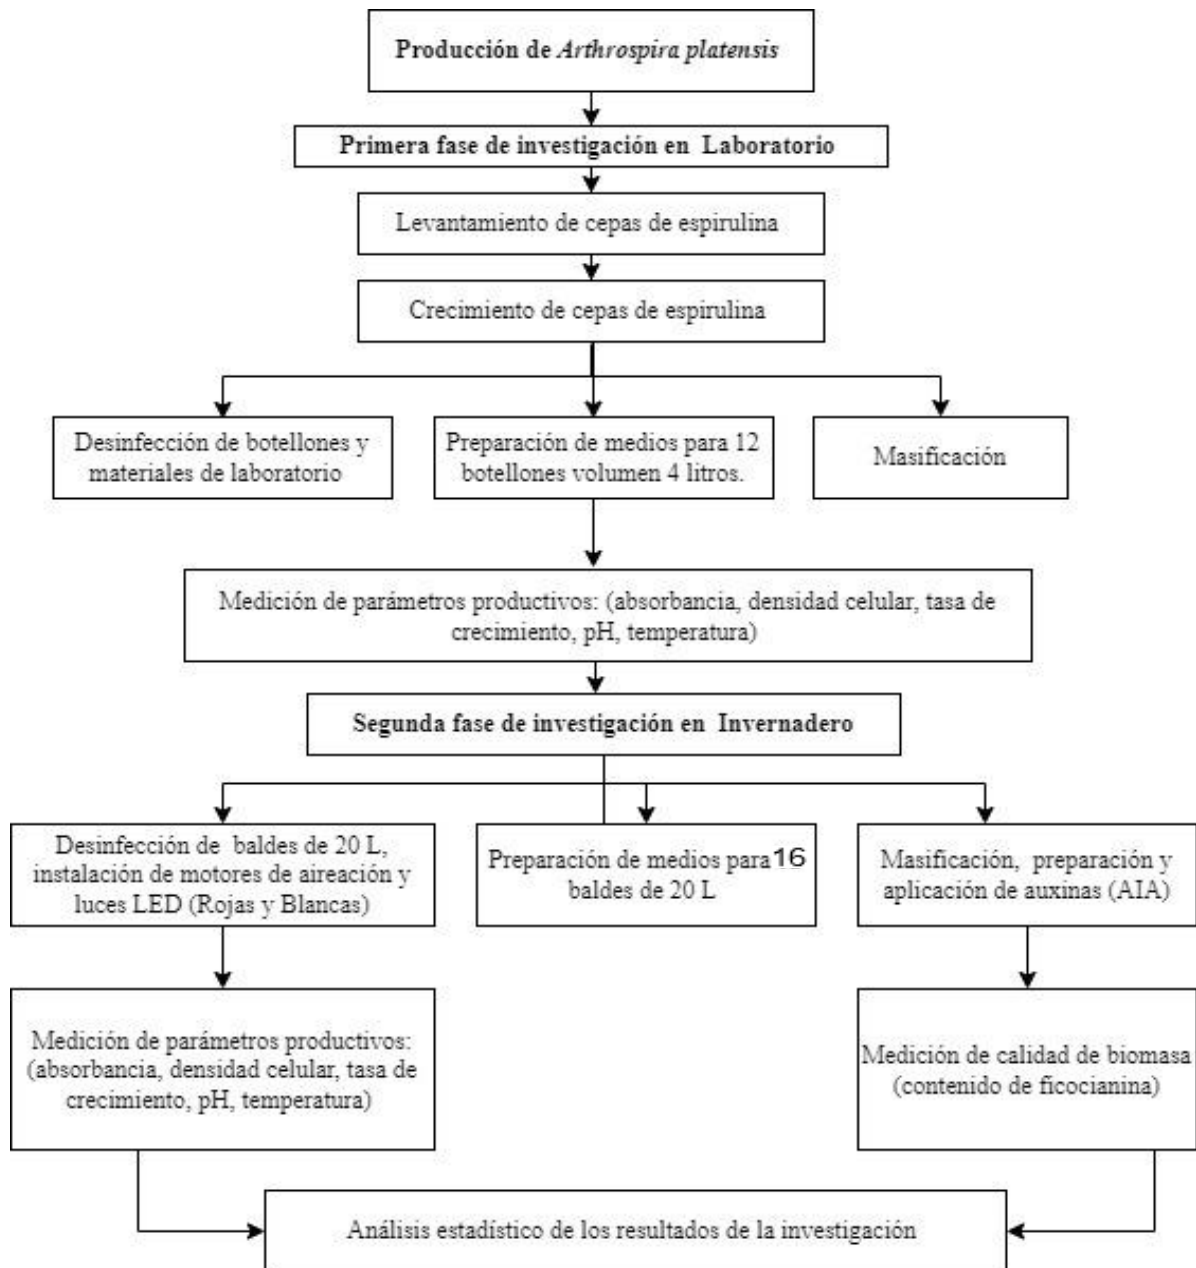 Producción de Arthrospira platensis
Primera fase de investigación en Laboratorio
Levantamiento de cepas de espirulina
Crecimiento de cepas de espirulina
Desinfección de botellones y
materiales de laboratorio
Preparación de medios para 12
botellones volumen 4 litros.
Masificación
Medición de parámetros productivos: (absorbancia, densidad celular, tasa de
crecimiento, pH, temperatura)
Segunda fase de investigación en Invernadero
Desinfección de baldes de 20 L,
instalación de motores de aireación y
luces LED (Rojas y Blancas)
Preparación de medios para 16
baldes de 20 L
Masificación, preparación y
aplicación de auxinas (AIA)
Medición de parámetros productivos:
(absorbancia, densidad celular, tasa de
crecimiento, pH, temperatura)
Medición de calidad de biomasa
(contenido de ficocianina)
Análisis estadístico de los resultados de la investigación